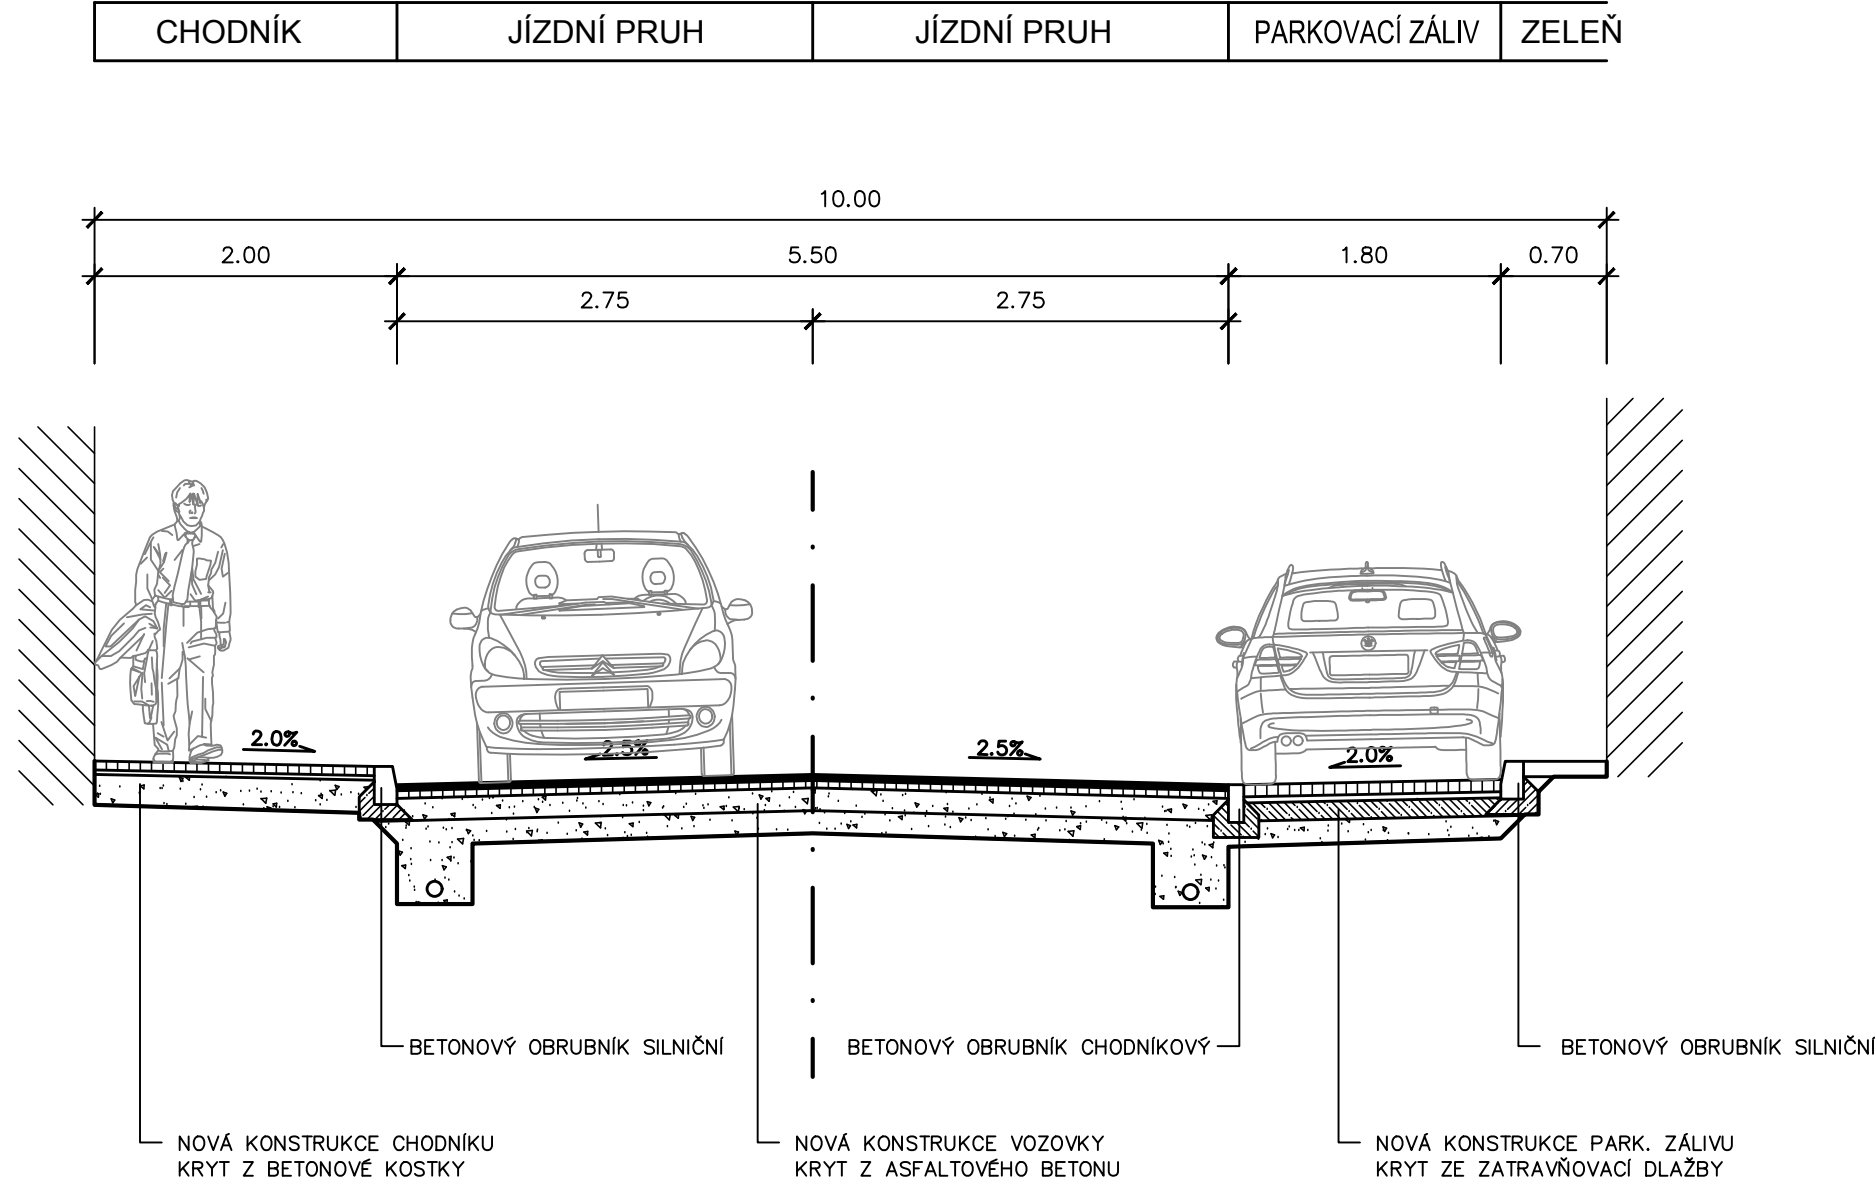 CHODNÍK JÍZDNÍ PRUH JÍZDNÍ PRUH PARKOVACÍ ZÁLIV ZELEŇ
10.00
2.00 5.50 1.80 0.70
2.75 2.75
2.0% 2.5% 2.5% 2.0%
BETONOVÝ OBRUBNÍK SILNIČNÍ BETONOVÝ OBRUBNÍK CHODNÍKOVÝ BETONOVÝ OBRUBNÍK SILNIČNÍ
NOVÁ KONSTRUKCE CHODNÍKU NOVÁ KONSTRUKCE VOZOVKY NOVÁ KONSTRUKCE PARK. ZÁLIVU
KRYT Z BETONOVÉ KOSTKY KRYT Z ASFALTOVÉHO BETONU KRYT ZE ZATRAVŇOVACÍ DLAŽBY